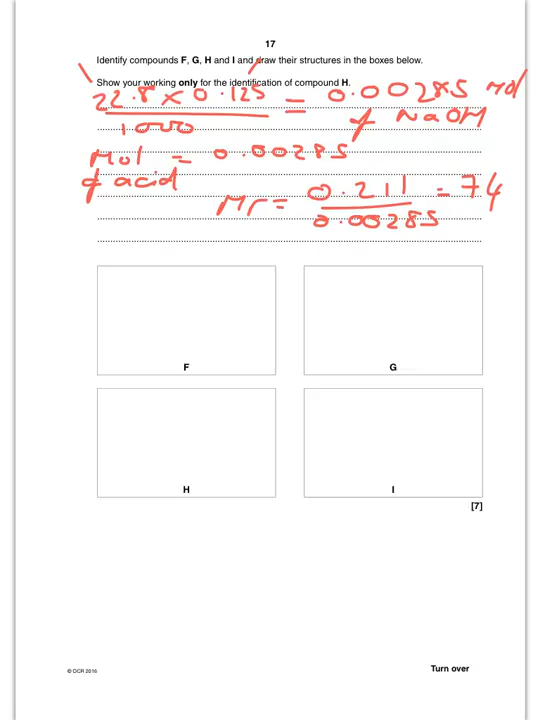 17
Identify compounds F, G, H and I and draw their structures in the boxes below.
Show your working only for the identification of compound H.
22.8 × 0.125 = 0.00285 mol
1000 of NaOH
Mol = 0.00285
of acid
Mr = 0.211 = 74
0.00285
F G
H I
[7]
© OCR 2016 Turn over